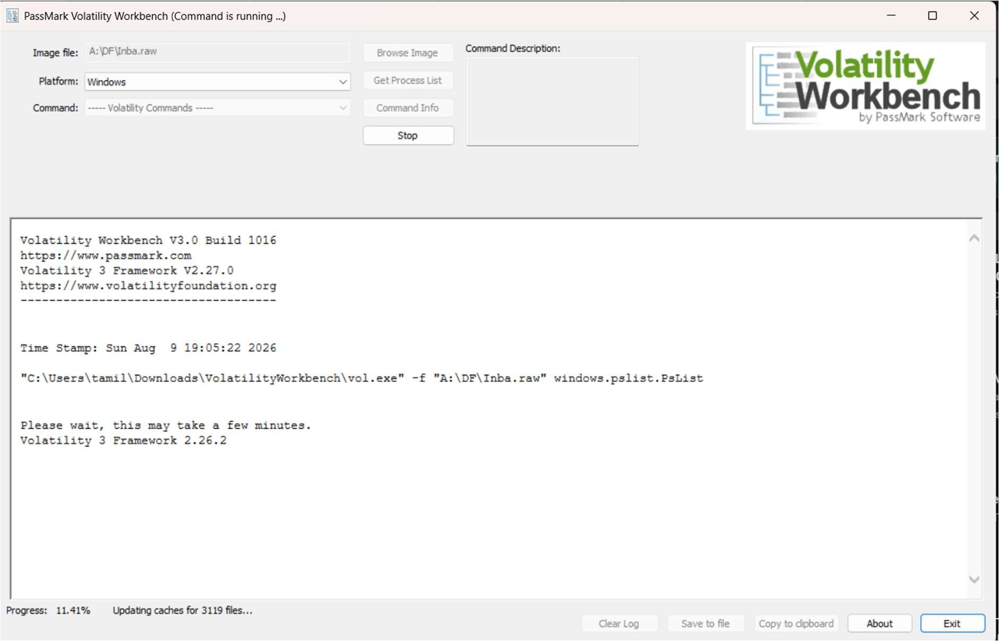 PassMark Volatility Workbench (Command is running ...)
Image file: A:\DF\Inba.raw Browse Image
Platform: Windows Get Process List
Command: ----- Volatility Commands ----- Command Info
Stop
Command Description:
Volatility
Workbench
by PassMark Software
Volatility Workbench V3.0 Build 1016
https://www.passmark.com
Volatility 3 Framework V2.27.0
https://www.volatilityfoundation.org
------------------------------------
Time Stamp: Sun Aug  9 19:05:22 2026
"C:\Users\tamil\Downloads\VolatilityWorkbench\vol.exe" -f "A:\DF\Inba.raw" windows.pslist.PsList
Please wait, this may take a few minutes.
Volatility 3 Framework 2.26.2
Progress: 11.41% Updating caches for 3119 files...
Clear Log Save to file Copy to clipboard About Exit